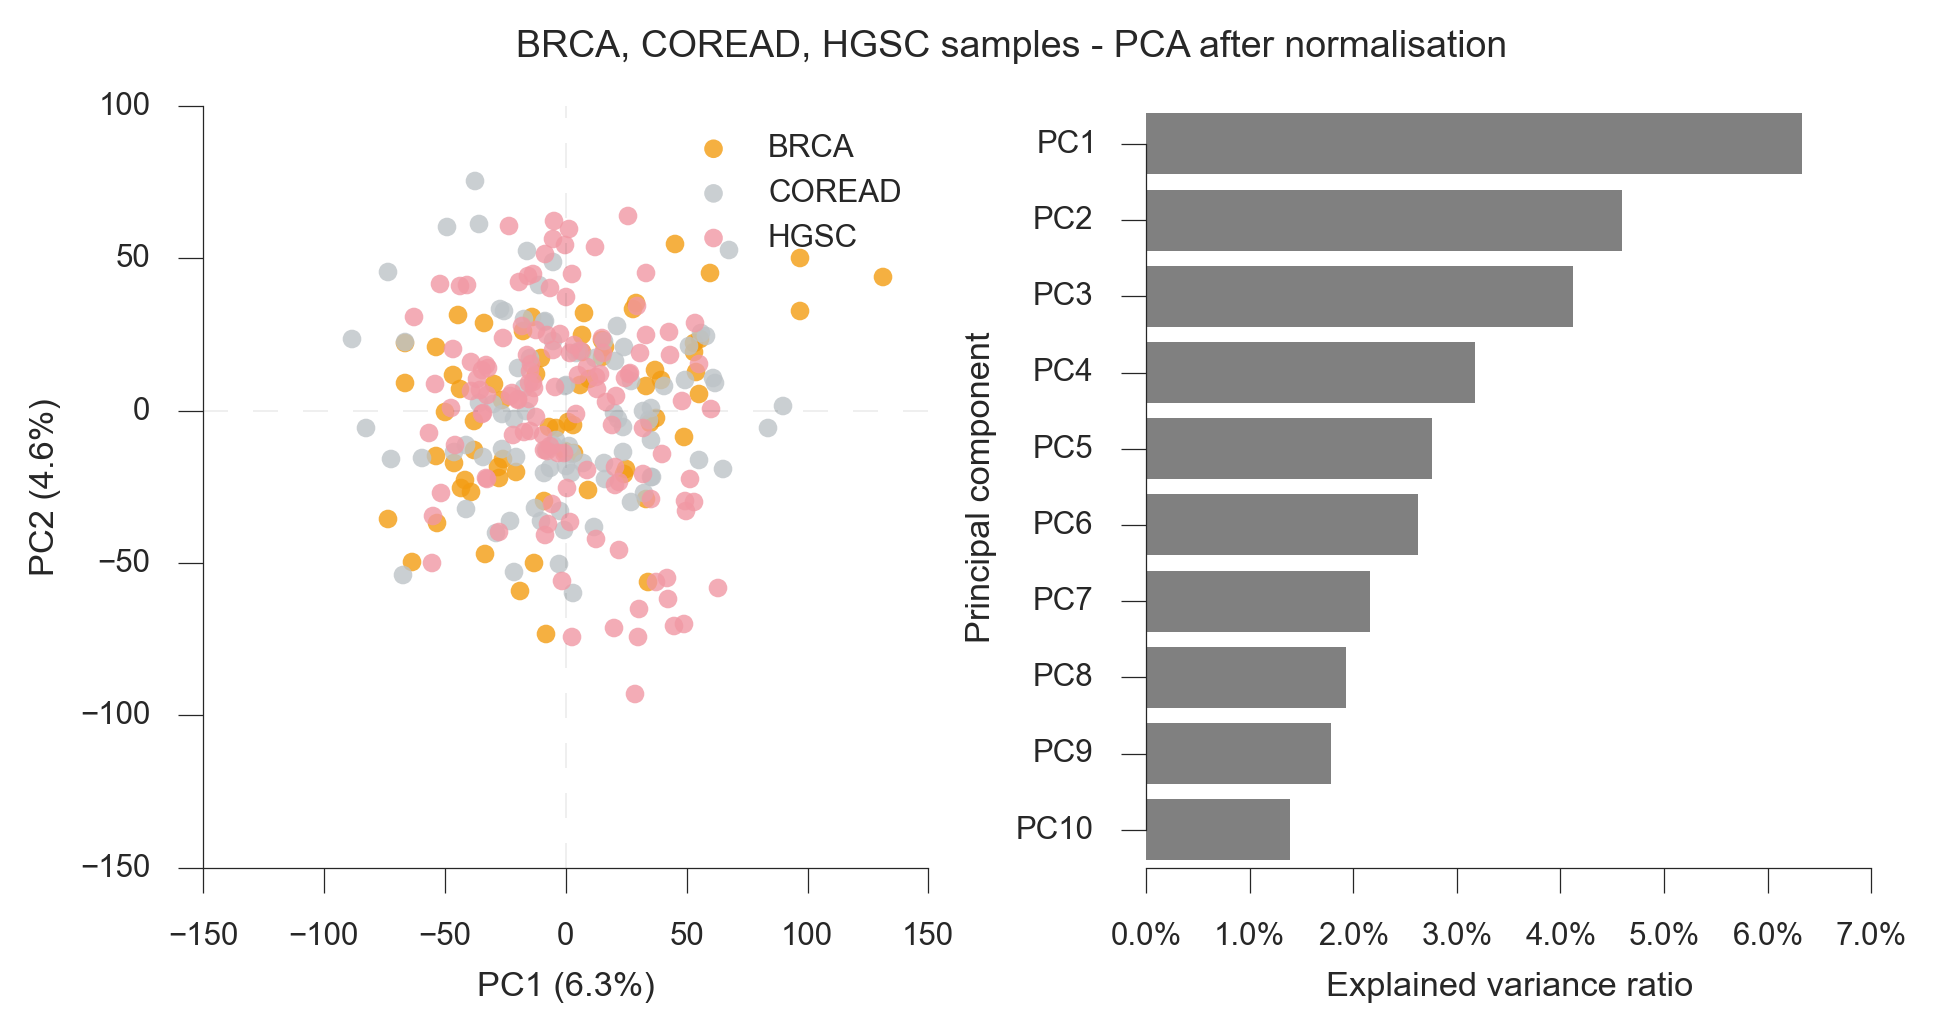 BRCA, COREAD, HGSC samples - PCA after normalisation
100
50
0
−50
−100
−150
PC2 (4.6%)
BRCA
COREAD
HGSC
−150 −100 −50 0 50 100 150
PC1 (6.3%)
Principal component
PC1
PC2
PC3
PC4
PC5
PC6
PC7
PC8
PC9
PC10
0.0% 1.0% 2.0% 3.0% 4.0% 5.0% 6.0% 7.0%
Explained variance ratio